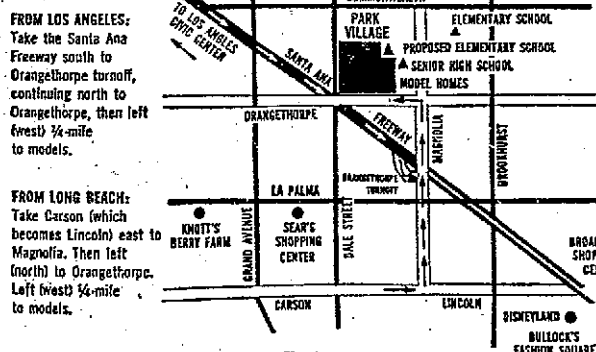 FROM LOS ANGELES:
Take the Santa Ana
Freeway south to
Orangethorpe turnoff,
continuing north to
Orangethorpe, then left
(west) ¼-mile
to models.
FROM LONG BEACH:
Take Carson (which
becomes Lincoln) east to
Magnolia. Then left
(north) to Orangethorpe.
Left (west) ¼-mile
to models.
TO LOS ANGLES
CIVIC CENTER
SANTA ANA
FREEWAY
PARK
VILLAGE
ELEMENTARY SCHOOL
PROPOSED ELEMENTARY SCHOOL
SENIOR HIGH SCHOOL
MODEL HOMES
ORANGETHORPE
MAGNOLIA
BROOKHURST
ORANGETHORPE
TURNOFF
LA PALMA
KNOTT'S
BERRY FARM
GRAND AVENUE
SEAR'S
SHOPPING
CENTER
DALE STREET
CARSON
LINCOLN
DISNEYLAND
BULLOCK'S
FASHION SQUARE